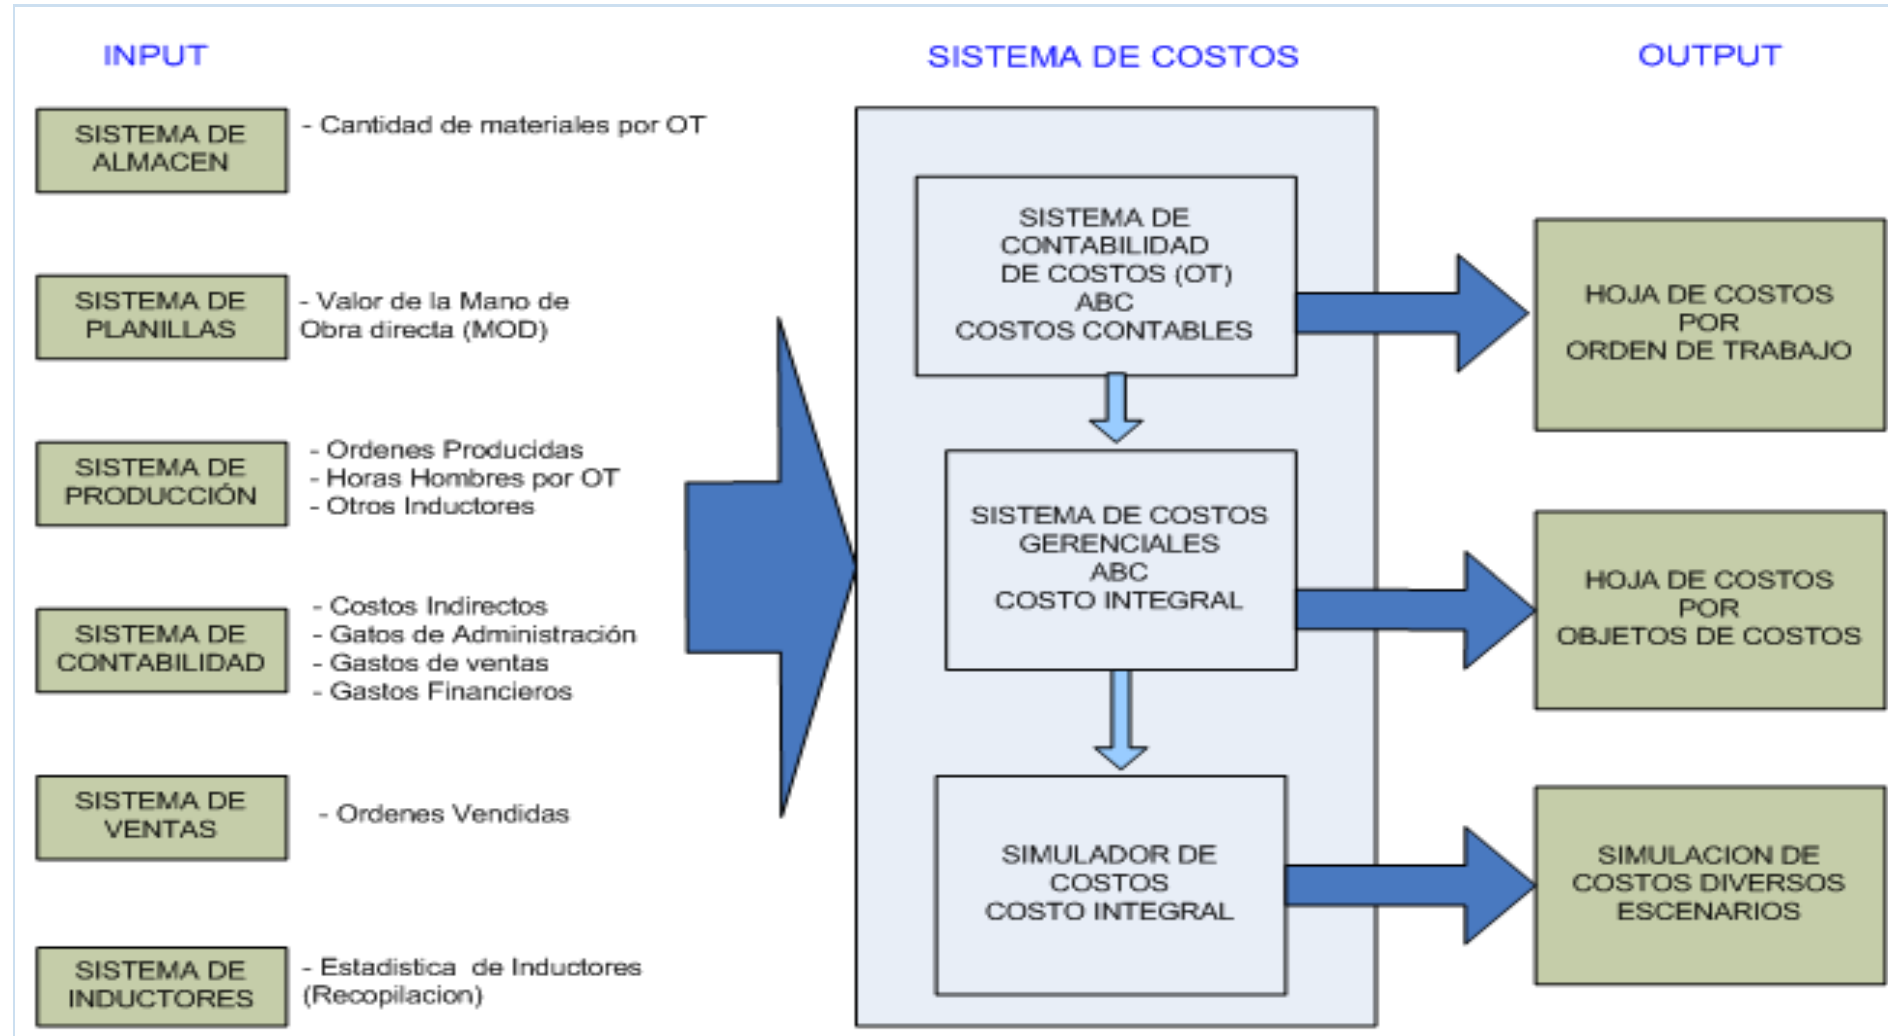 INPUT
SISTEMA DE
ALMACEN
- Cantidad de materiales por OT
SISTEMA DE
PLANILLAS
- Valor de la Mano de
Obra directa (MOD)
SISTEMA DE
PRODUCCIÓN
- Ordenes Producidas
- Horas Hombres por OT
- Otros Inductores
SISTEMA DE
CONTABILIDAD
- Costos Indirectos
- Gatos de Administración
- Gastos de ventas
- Gastos Financieros
SISTEMA DE
VENTAS
- Ordenes Vendidas
SISTEMA DE
INDUCTORES
- Estadistica de Inductores
(Recopilacion)
SISTEMA DE COSTOS
SISTEMA DE
CONTABILIDAD
DE COSTOS (OT)
ABC
COSTOS CONTABLES
SISTEMA DE COSTOS
GERENCIALES
ABC
COSTO INTEGRAL
SIMULADOR DE
COSTOS
COSTO INTEGRAL
OUTPUT
HOJA DE COSTOS
POR
ORDEN DE TRABAJO
HOJA DE COSTOS
POR
OBJETOS DE COSTOS
SIMULACION DE
COSTOS DIVERSOS
ESCENARIOS